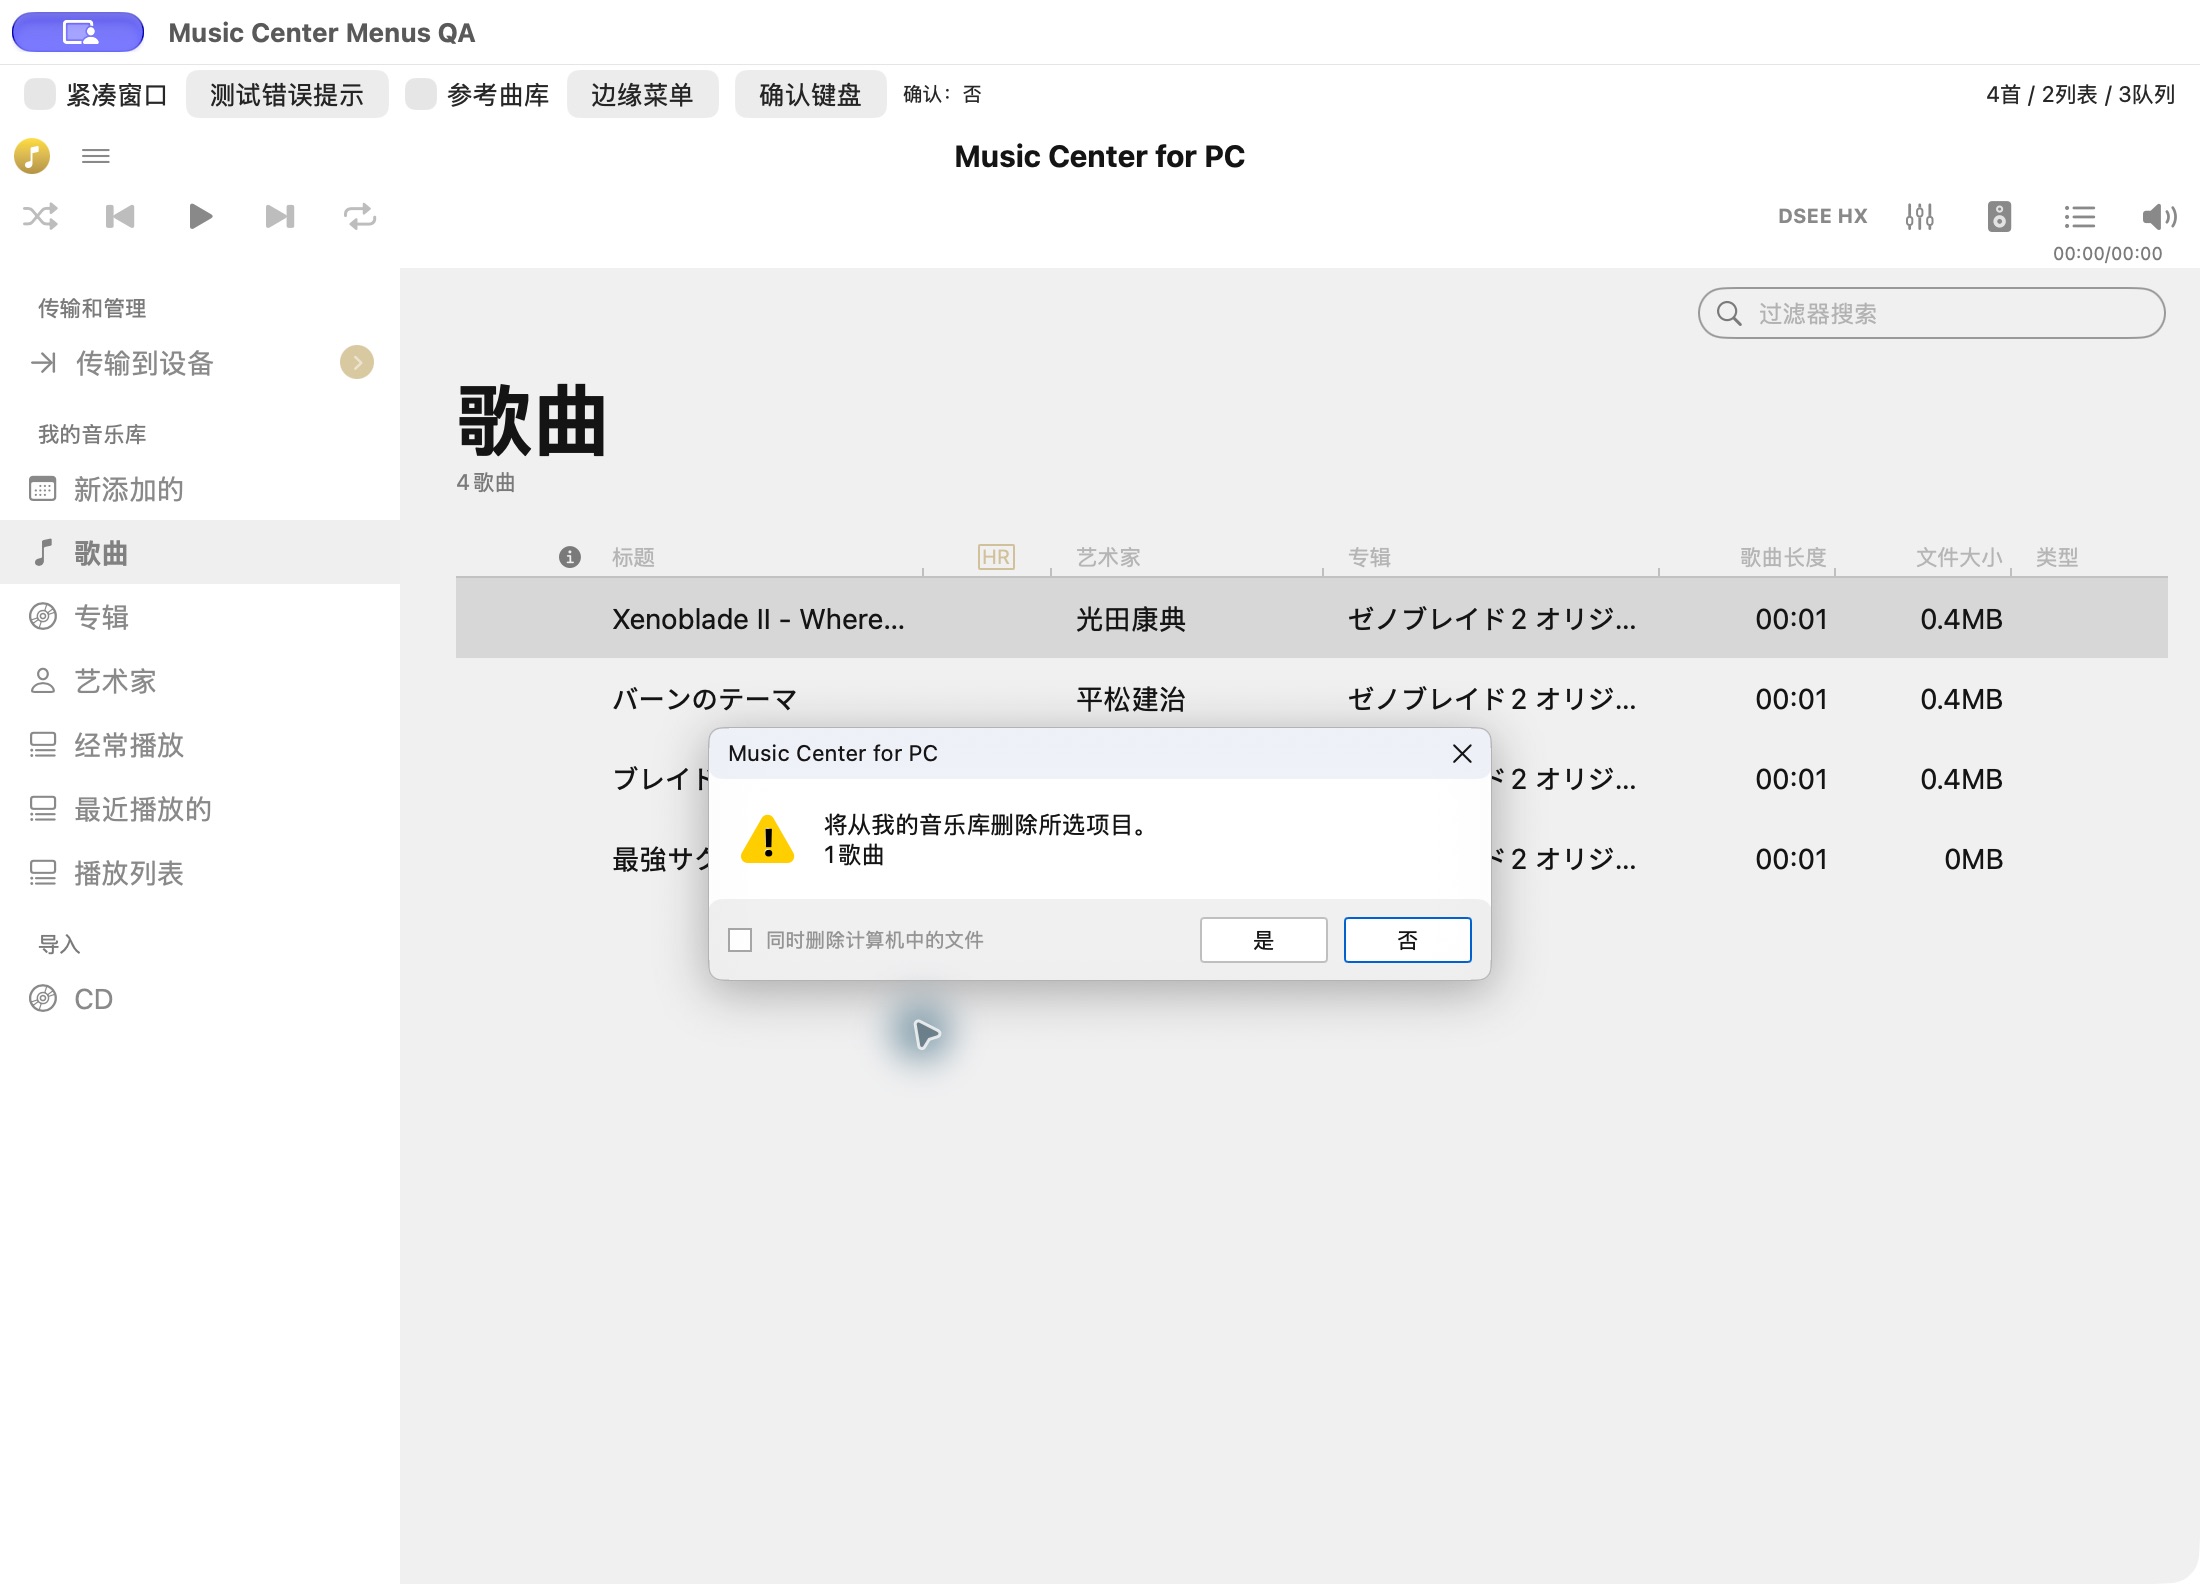 Music Center Menus QA
紧凑窗口 测试错误提示 参考曲库 边缘菜单 确认键盘 确认：否 4首 / 2列表 / 3队列
Music Center for PC
DSEE HX
00:00/00:00
传输和管理
过滤器搜索
传输到设备
歌曲
我的音乐库
4歌曲
新添加的
歌曲
标题 HR 艺术家 专辑 歌曲长度 文件大小 类型
Xenoblade II - Where... 光田康典 ゼノブレイド2 オリジ... 00:01 0.4MB
专辑
艺术家
バーンのテーマ 平松建治 ゼノブレイド2 オリジ... 00:01 0.4MB
经常播放
Music Center for PC
ブレイド 2 オリジ... 00:01 0.4MB
最近播放的
将从我的音乐库删除所选项目。
1歌曲
最強サク ド2 オリジ... 00:01 0MB
播放列表
同时删除计算机中的文件 是 否
导入
CD